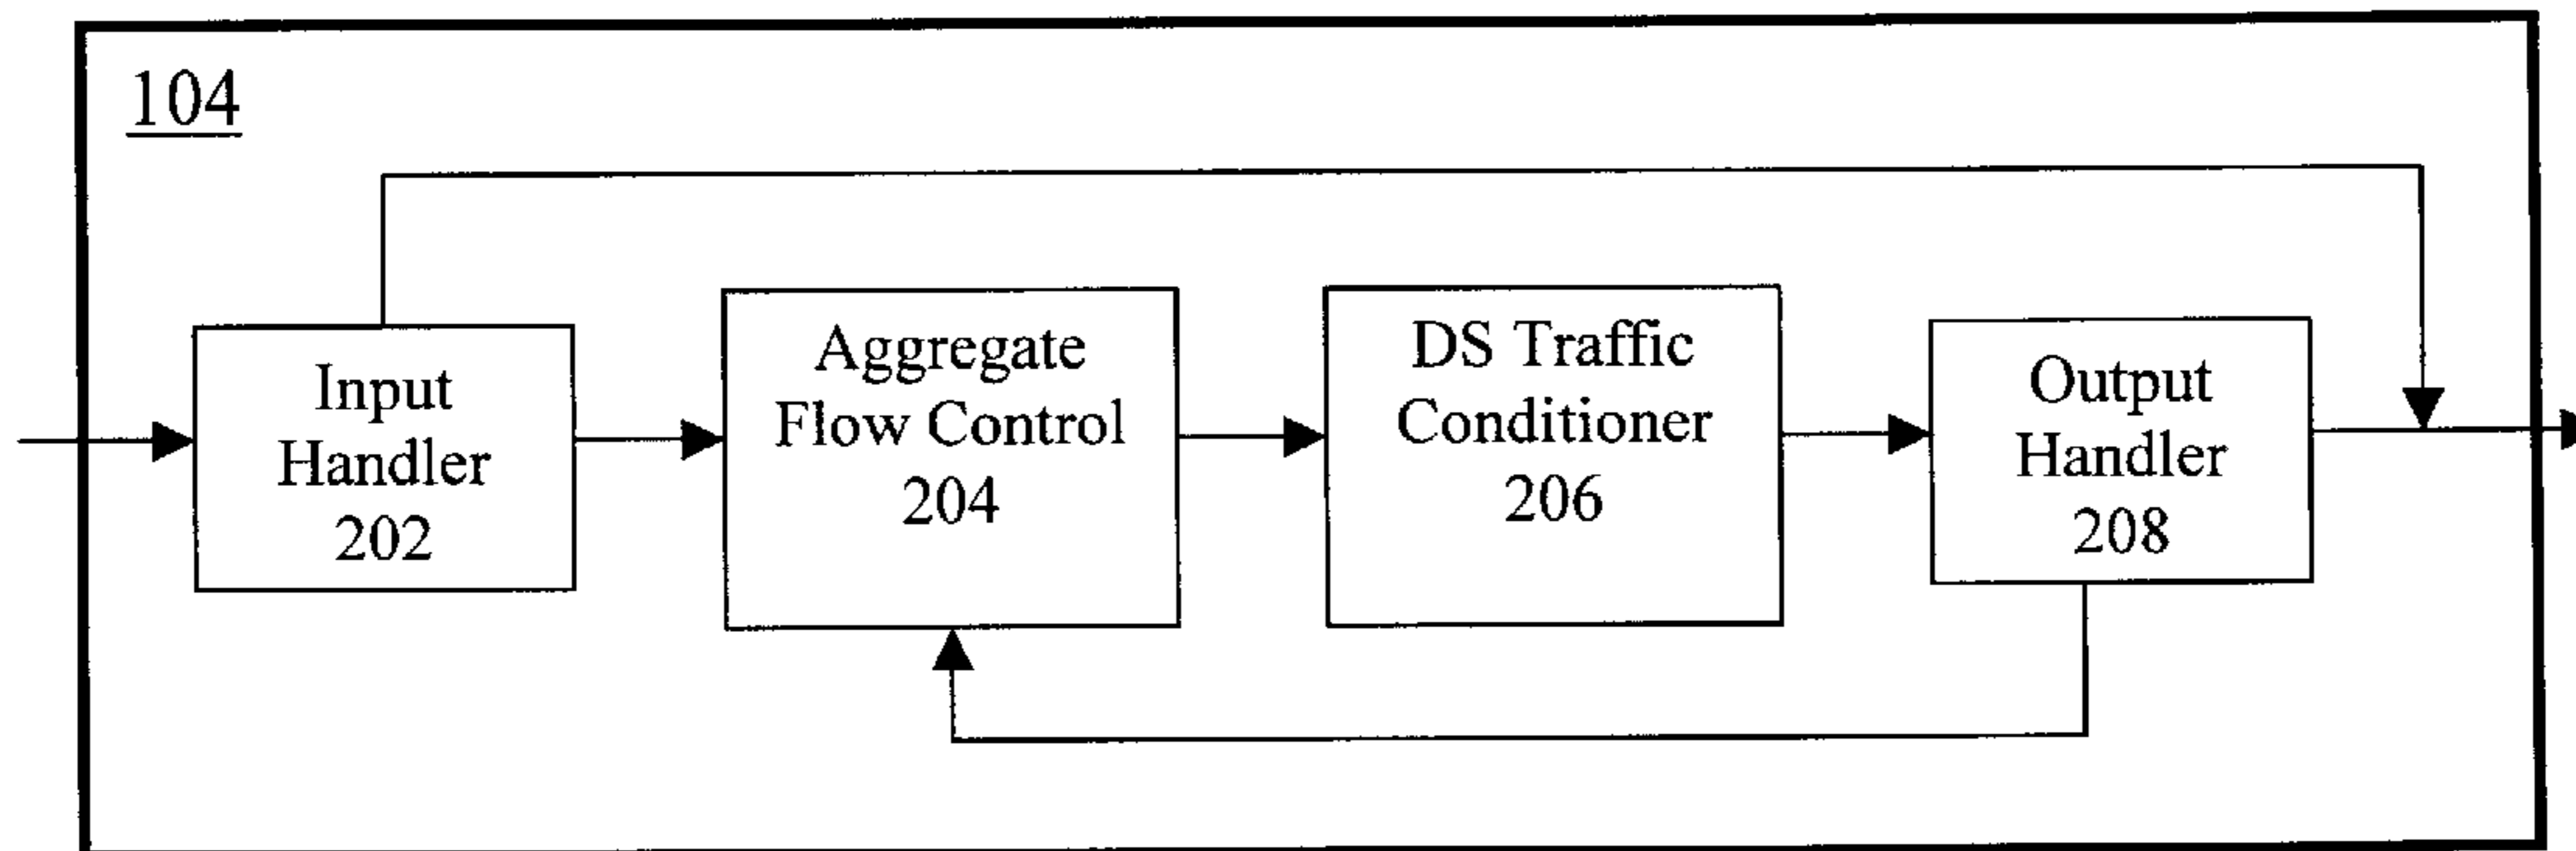 104
Input
Handler
202
Aggregate
Flow Control
204
DS Traffic
Conditioner
206
Output
Handler
208